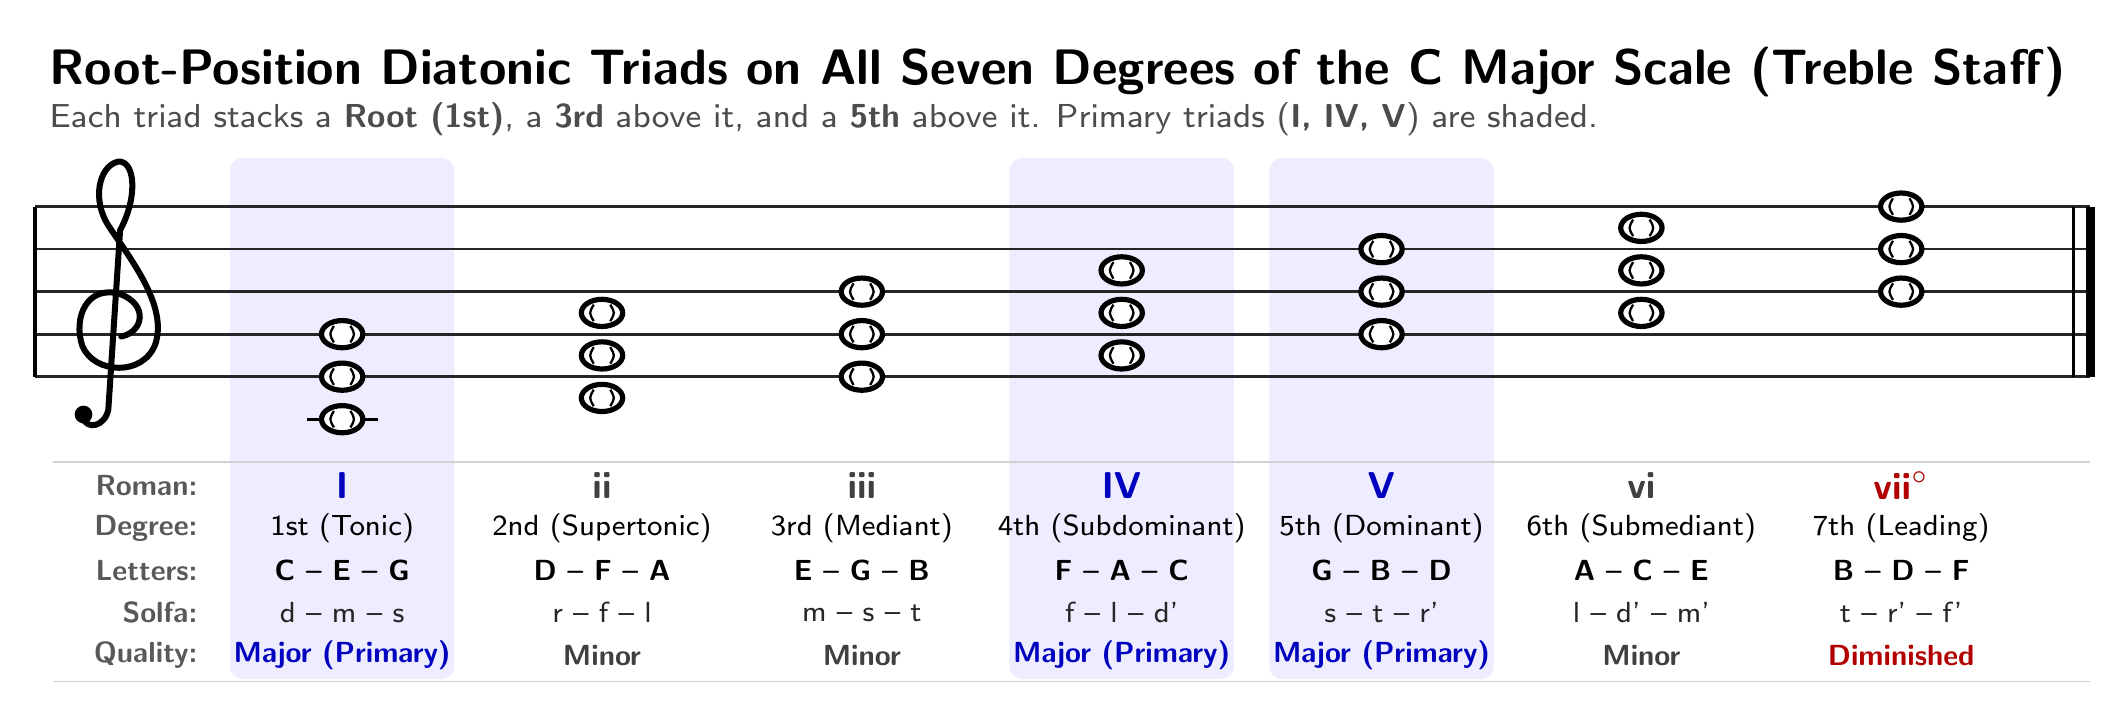 Root-Position Diatonic Triads on All Seven Degrees of the C Major Scale (Treble Staff)
Each triad stacks a Root (1st), a 3rd above it, and a 5th above it. Primary triads (I, IV, V) are shaded.
Roman: I ii iii IV V vi vii°
Degree: 1st (Tonic) 2nd (Supertonic) 3rd (Mediant) 4th (Subdominant) 5th (Dominant) 6th (Submediant) 7th (Leading)
Letters: C – E – G D – F – A E – G – B F – A – C G – B – D A – C – E B – D – F
Solfa: d – m – s r – f – l m – s – t f – l – d' s – t – r' l – d' – m' t – r' – f'
Quality: Major (Primary) Minor Minor Major (Primary) Major (Primary) Minor Diminished